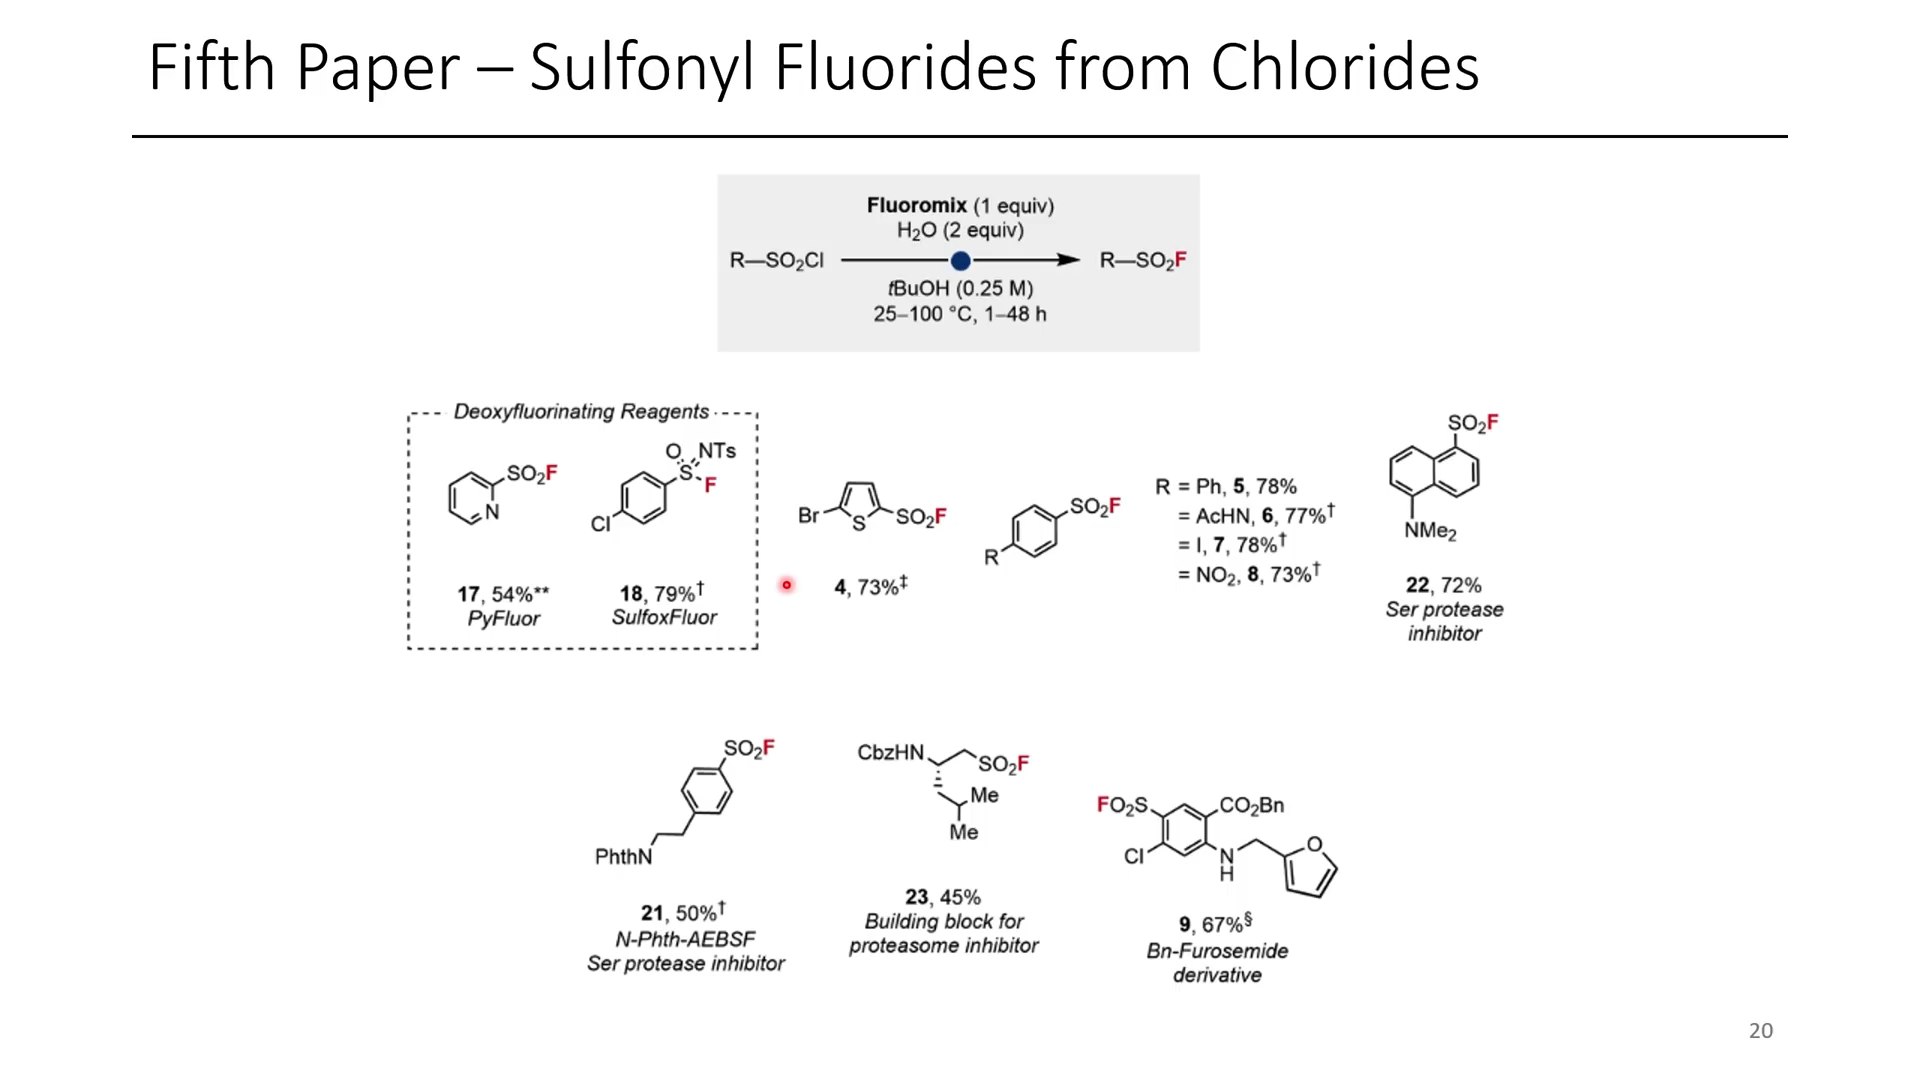 Fifth Paper – Sulfonyl Fluorides from Chlorides
Fluoromix (1 equiv)
H₂O (2 equiv)
R—SO₂Cl
R—SO₂F
tBuOH (0.25 M)
25–100 °C, 1–48 h
Deoxyfluorinating Reagents
SO₂F
N
17, 54%**
PyFluor
O
NTs
S
F
Cl
18, 79%†
SulfoxFluor
Br
S
SO₂F
4, 73%‡
SO₂F
R
R = Ph, 5, 78%
= AcHN, 6, 77%†
= I, 7, 78%†
= NO₂, 8, 73%†
SO₂F
NMe₂
22, 72%
Ser protease
inhibitor
SO₂F
PhthN
21, 50%†
N-Phth-AEBSF
Ser protease inhibitor
CbzHN
SO₂F
Me
Me
23, 45%
Building block for
proteasome inhibitor
FO₂S
CO₂Bn
Cl
N
H
O
9, 67%§
Bn-Furosemide
derivative
20